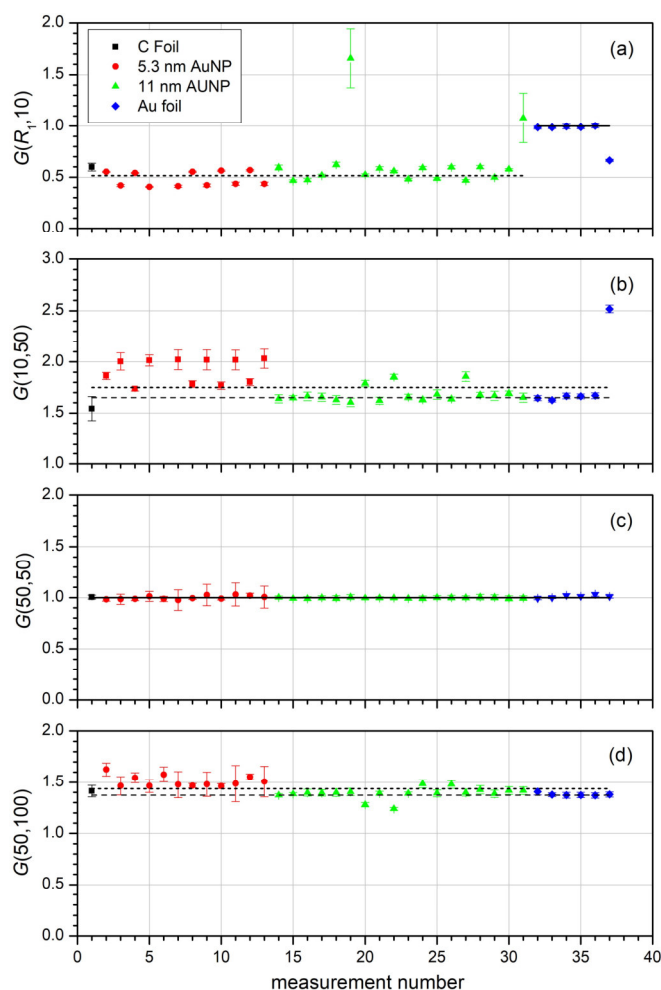 2.0
(a)
C Foil
5.3 nm AuNP
11 nm AUNP
Au foil
1.5
G(R₁,10)
1.0
0.5
0.0
3.0
(b)
2.5
G(10,50)
2.0
1.5
1.0
2.0
(c)
1.5
G(50,50)
1.0
0.5
0.0
2.0
(d)
1.5
G(50,100)
1.0
0.5
0.0
0 5 10 15 20 25 30 35 40
measurement number